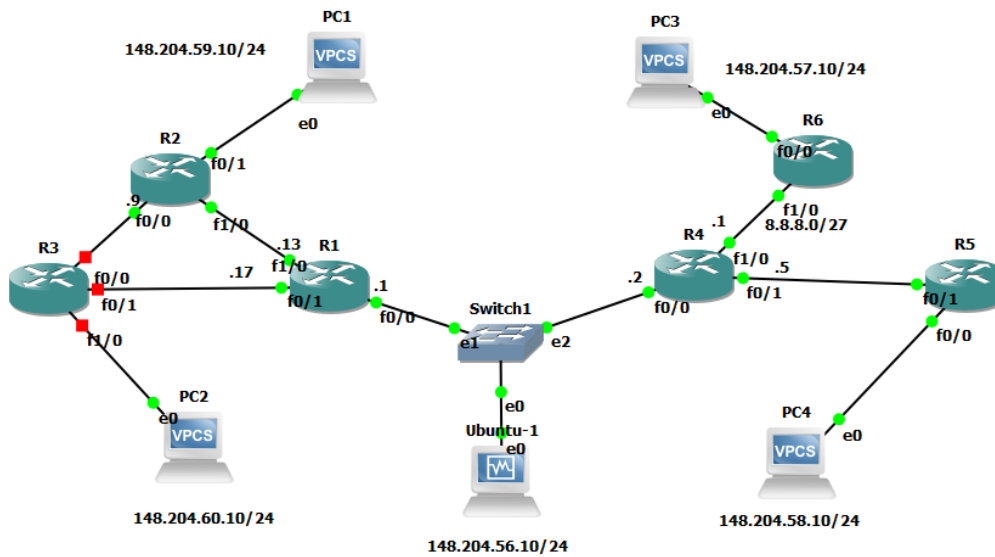 PC1
148.204.59.10/24
VPCS
e0
PC3
VPCS
148.204.57.10/24
e0
R6
f0/0
f1/0
8.8.8.0/27
R2
f0/1
.9
f0/0
f1/0
R3
f0/0
f0/1
f1/0
.17
.13
R1
f1/0
f0/1
.1
f0/0
Switch1
e1
e2
e0
R4
.1
f1/0
.2
f0/0
.5
f0/1
R5
f0/1
f0/0
PC2
e0
VPCS
148.204.60.10/24
Ubuntu-1
e0
148.204.56.10/24
PC4
VPCS
e0
148.204.58.10/24